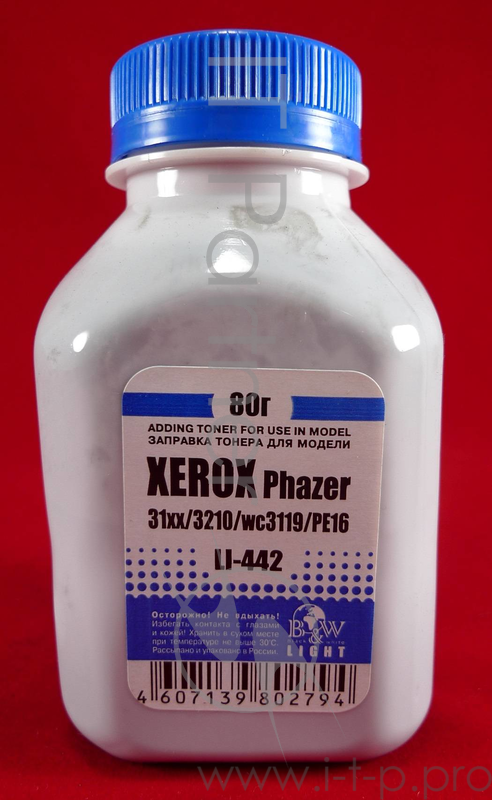 80г
ADDING TONER FOR USE IN MODEL
ЗАПРАВКА ТОНЕРА ДЛЯ МОДЕЛИ
XEROX Phazer
31xx/3210/wc3119/PE16
LI-442
Осторожно! Не вдыхать!
Избегать контакта с глазами
и кожей! Хранить в сухом месте
при температуре не выше 30°С.
Рассыпано и упаковано в России.
B&W
LIGHT
4 607139 802794
www.i-t-p.pro